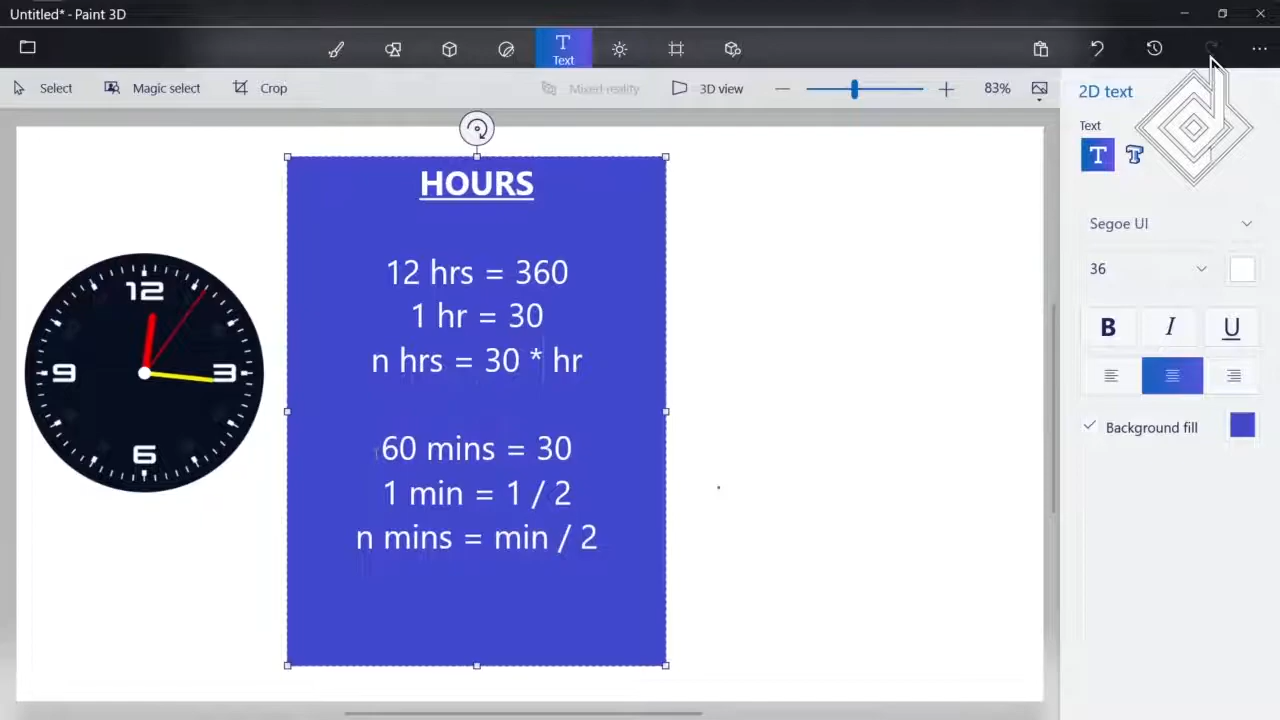 Untitled* - Paint 3D
Text
Select
Magic select
Crop
Mixed reality
3D view
83%
2D text
Text
Segoe UI
36
B I U
Background fill
HOURS
12 hrs = 360
1 hr = 30
n hrs = 30 * hr
60 mins = 30
1 min = 1 / 2
n mins = min / 2
12
9 3
6